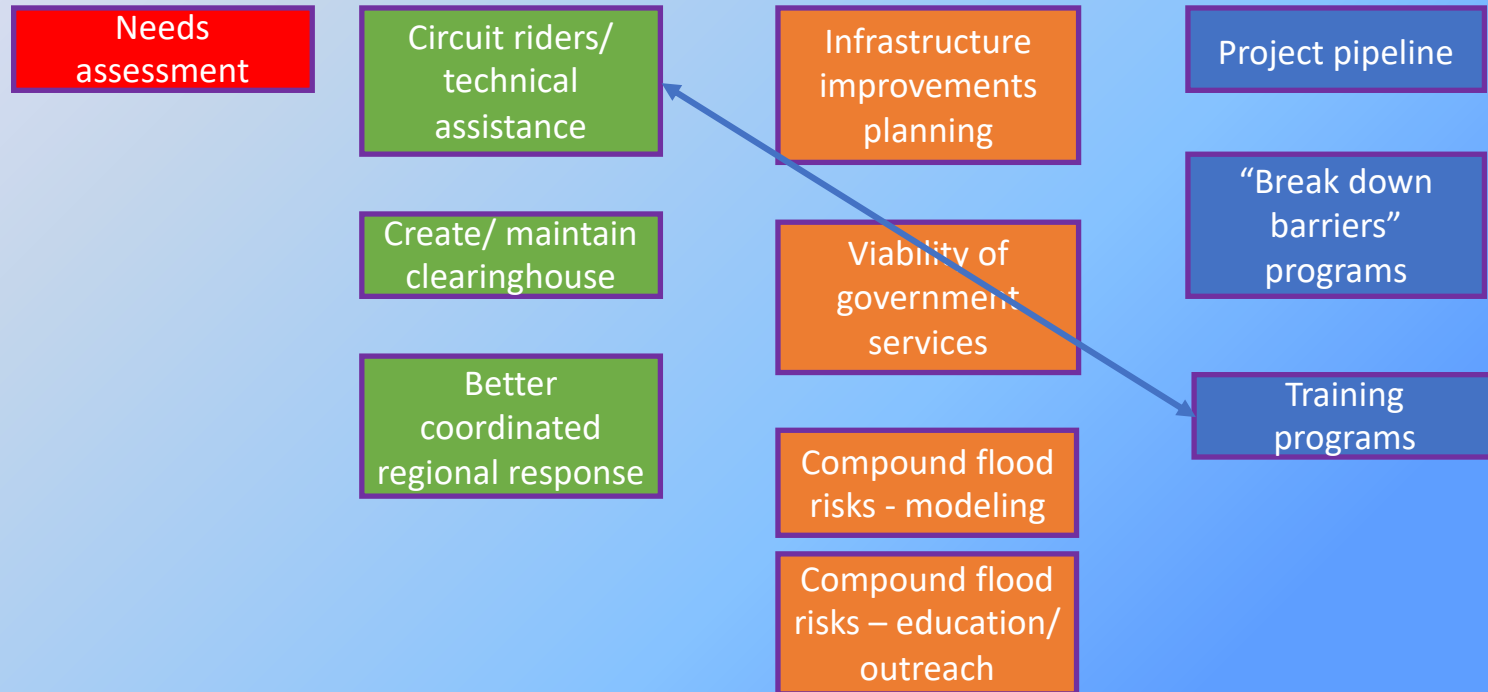 Needs
assessment
Circuit riders/
technical
assistance
Create/ maintain
clearinghouse
Better
coordinated
regional response
Infrastructure
improvements
planning
Viability of
government
services
Compound flood
risks - modeling
Compound flood
risks – education/
outreach
Project pipeline
“Break down
barriers”
programs
Training
programs